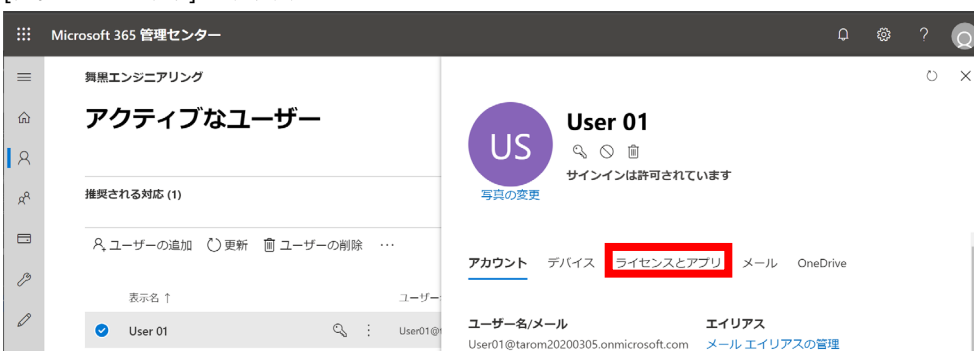 Microsoft 365 管理センター
舞黒エンジニアリング
アクティブなユーザー
推奨される対応 (1)
ユーザーの追加 更新 ユーザーの削除 …
表示名 ↑
User 01
US
写真の変更
User 01
サインインは許可されています
アカウント デバイス ライセンスとアプリ メール OneDrive
ユーザー名/メール
User01@tarom20200305.onmicrosoft.com
エイリアス
メール エイリアスの管理